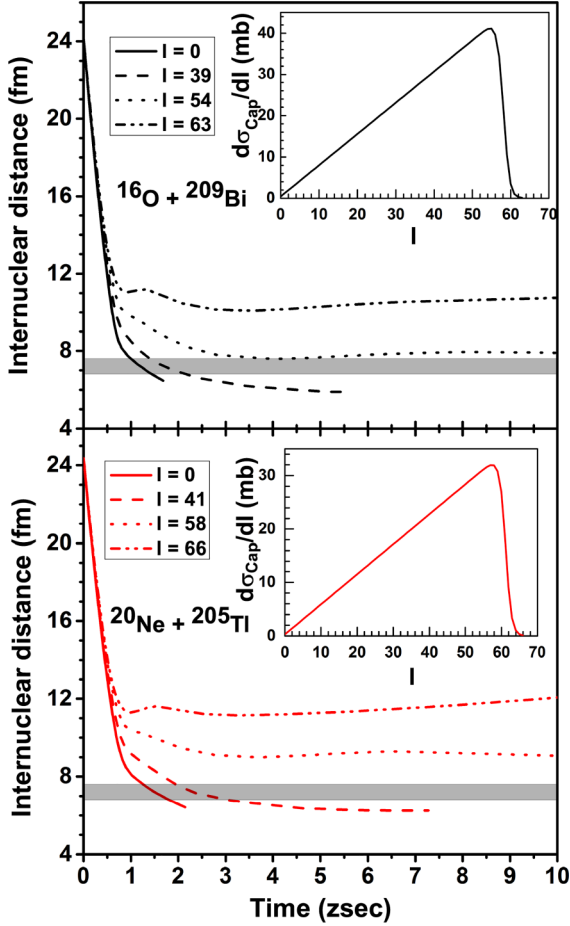 24
20
16
12
8
4
Internuclear distance (fm)
l = 0
l = 39
l = 54
l = 63
16O + 209Bi
dσCap/dl (mb)
40
30
20
10
0
0 10 20 30 40 50 60 70
l
24
20
16
12
8
4
Internuclear distance (fm)
l = 0
l = 41
l = 58
l = 66
20Ne + 205Tl
dσCap/dl (mb)
30
20
10
0
0 10 20 30 40 50 60 70
l
0 1 2 3 4 5 6 7 8 9 10
Time (zsec)